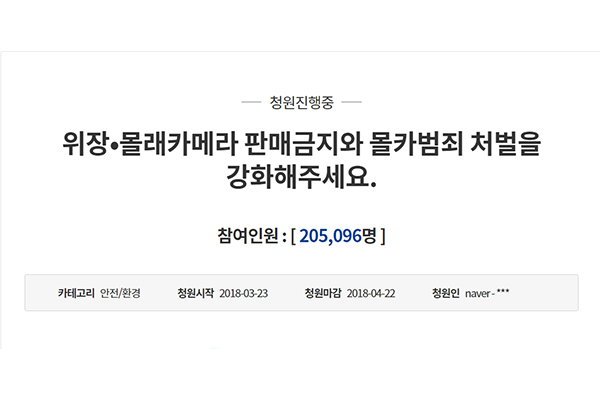 청원진행중
위장•몰래카메라 판매금지와 몰카범죄 처벌을
강화해주세요.
참여인원 : [ 205,096명 ]
카테고리 안전/환경 청원시작 2018-03-23 청원마감 2018-04-22 청원인 naver - ***